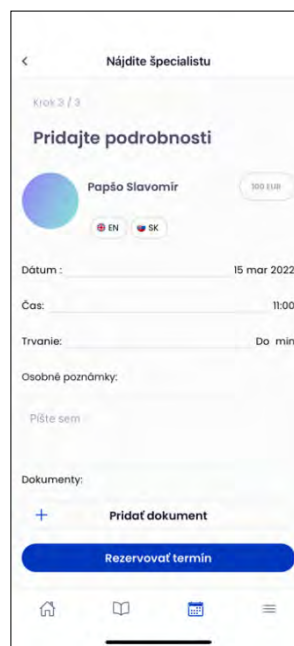 Nájdite špecialistu
Krok 3 / 3
Pridajte podrobnosti
Papšo Slavomír
100 EUR
EN SK
Dátum : 15 mar 2022
Čas: 11:00
Trvanie: Do min
Osobné poznámky:
Píšte sem
Dokumenty:
+ Pridať dokument
Rezervovať termín